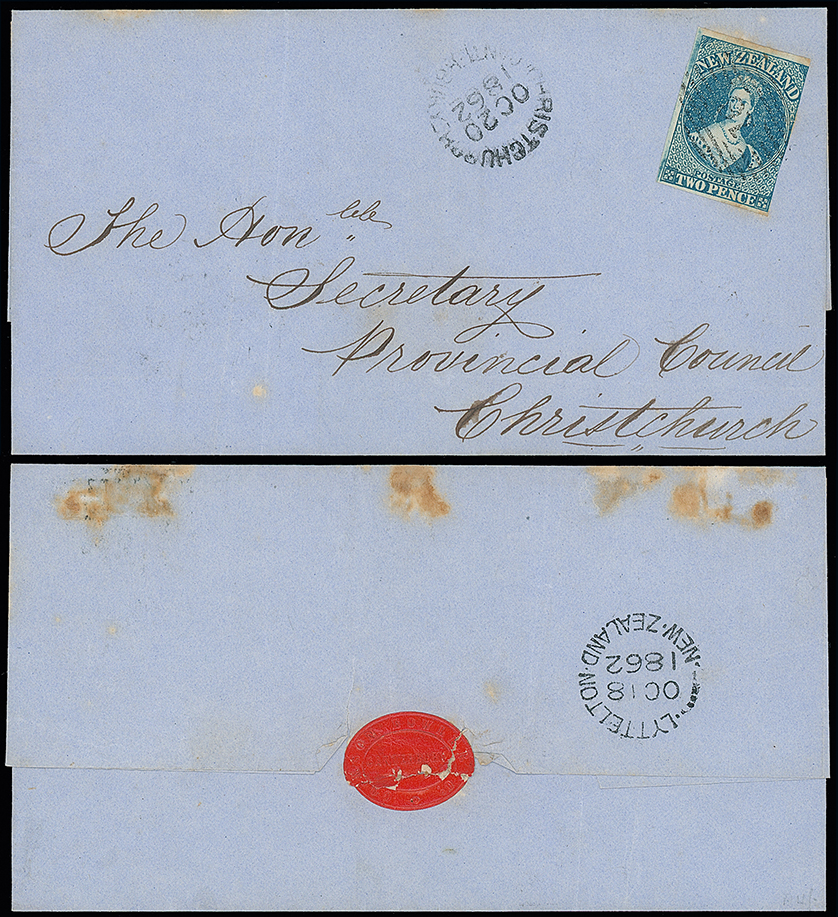 CHRISTCHURCH
OC 20
1862
NEW ZEALAND
POSTAGE
TWO PENCE
The Honble
Secretary
Provincial Council
Christchurch
LYTTELTON · NEW · ZEALAND
OC 18
1862